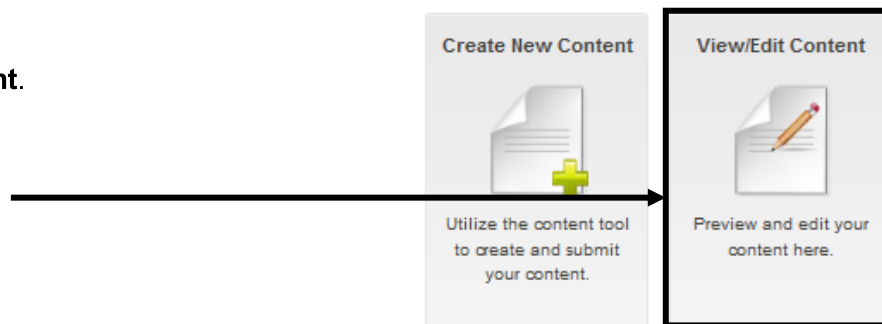 nt.
Create New Content
Utilize the content tool
to create and submit
your content.
View/Edit Content
Preview and edit your
content here.